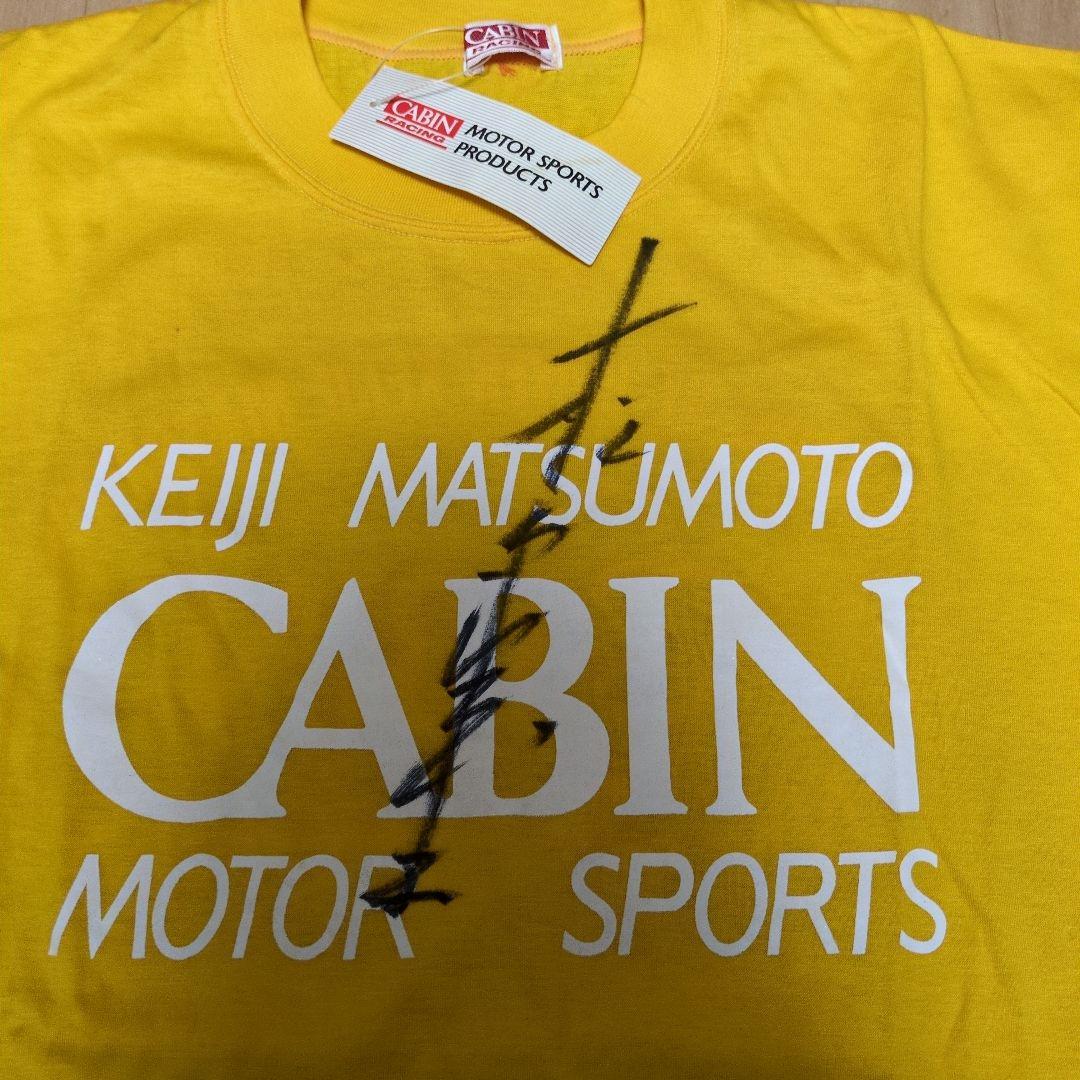 CABIN
RACING
CABIN
RACING
MOTOR SPORTS
PRODUCTS
KEIJI MATSUMOTO
CABIN
MOTOR SPORTS